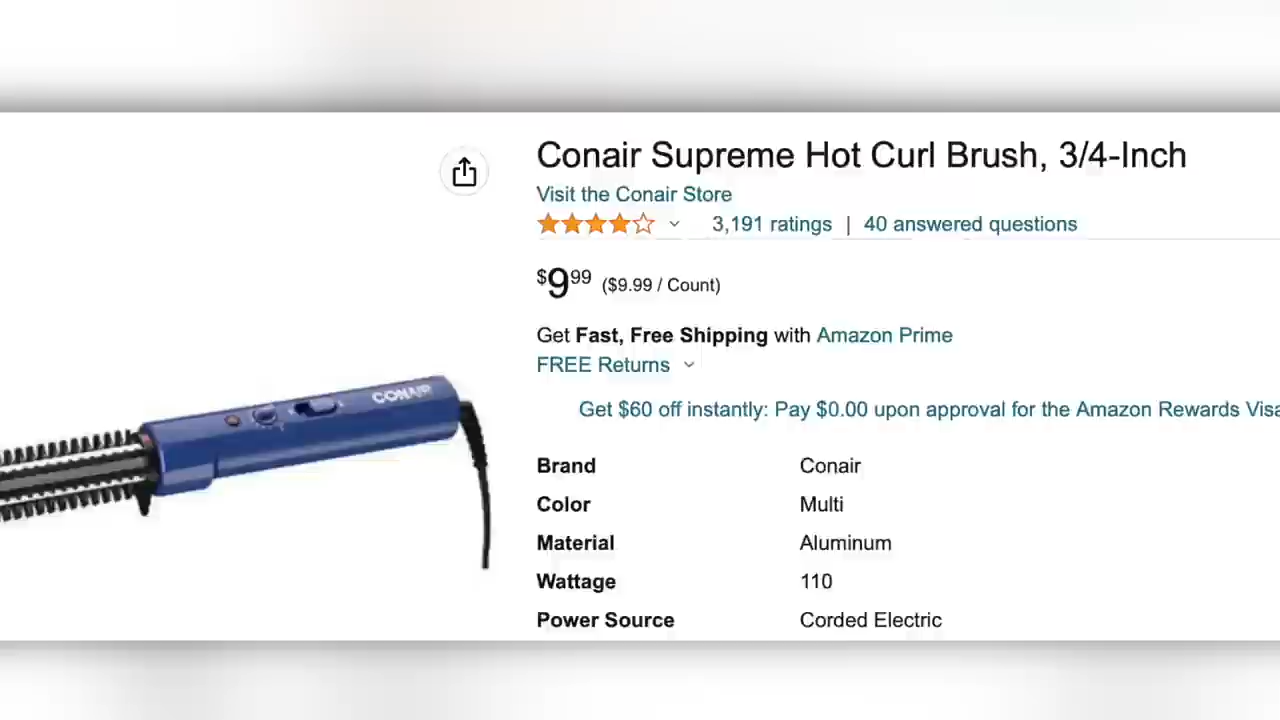 Conair Supreme Hot Curl Brush, 3/4-Inch
Visit the Conair Store
3,191 ratings | 40 answered questions
$9.99 ($9.99 / Count)
Get Fast, Free Shipping with Amazon Prime
FREE Returns
Get $60 off instantly: Pay $0.00 upon approval for the Amazon Rewards Visa
CONAIR
Brand Conair
Color Multi
Material Aluminum
Wattage 110
Power Source Corded Electric